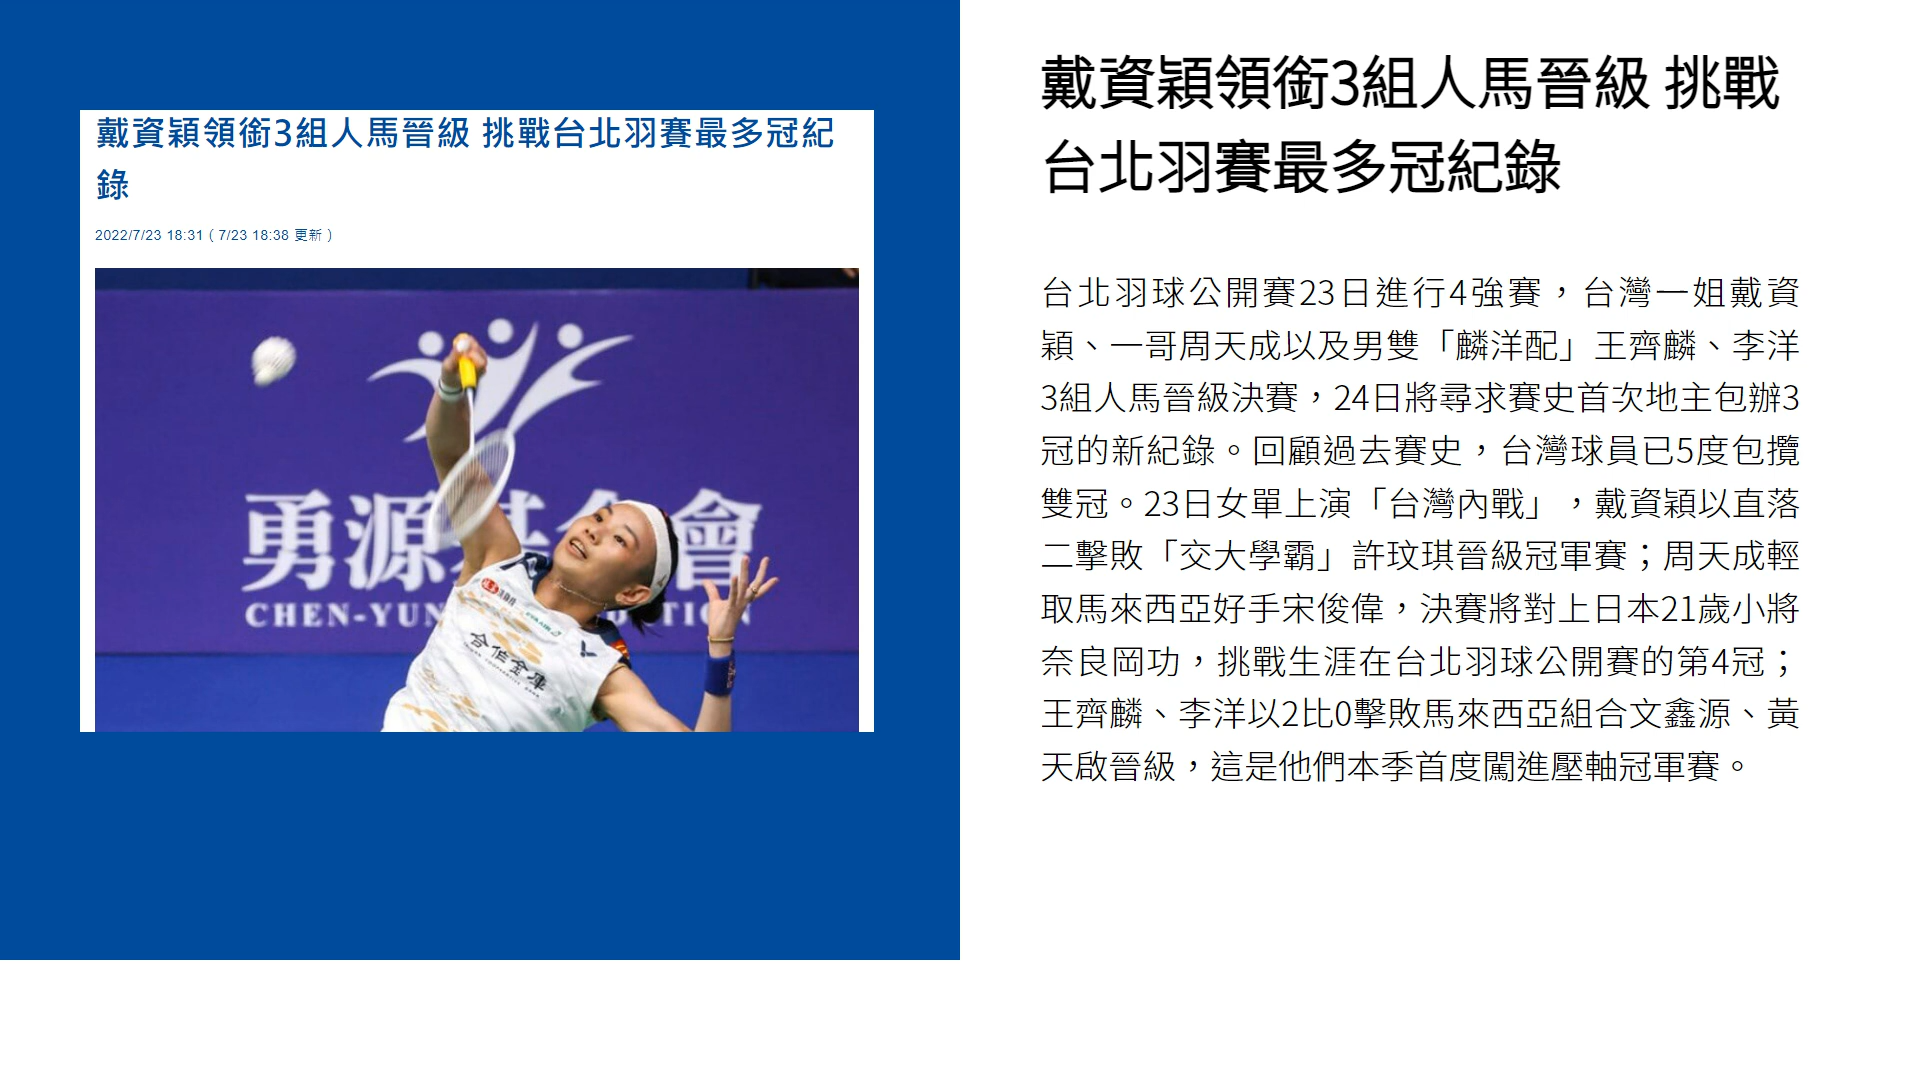 戴資穎領銜3組人馬晉級 挑戰台北羽賽最多冠紀
錄
2022/7/23 18:31 ( 7/23 18:38 更新 )
勇源基金會
CHEN-YUN
TION
合作金庫
戴資穎領銜3組人馬晉級 挑戰
台北羽賽最多冠紀錄
台北羽球公開賽23日進行4強賽，台灣一姐戴資
穎、一哥周天成以及男雙「麟洋配」王齊麟、李洋
3組人馬晉級決賽，24日將尋求賽史首次地主包辦3
冠的新紀錄。回顧過去賽史，台灣球員已5度包攬
雙冠。23日女單上演「台灣內戰」，戴資穎以直落
二擊敗「交大學霸」許玟琪晉級冠軍賽；周天成輕
取馬來西亞好手宋俊偉，決賽將對上日本21歲小將
奈良岡功，挑戰生涯在台北羽球公開賽的第4冠；
王齊麟、李洋以2比0擊敗馬來西亞組合文鑫源、黃
天啟晉級，這是他們本季首度闖進壓軸冠軍賽。